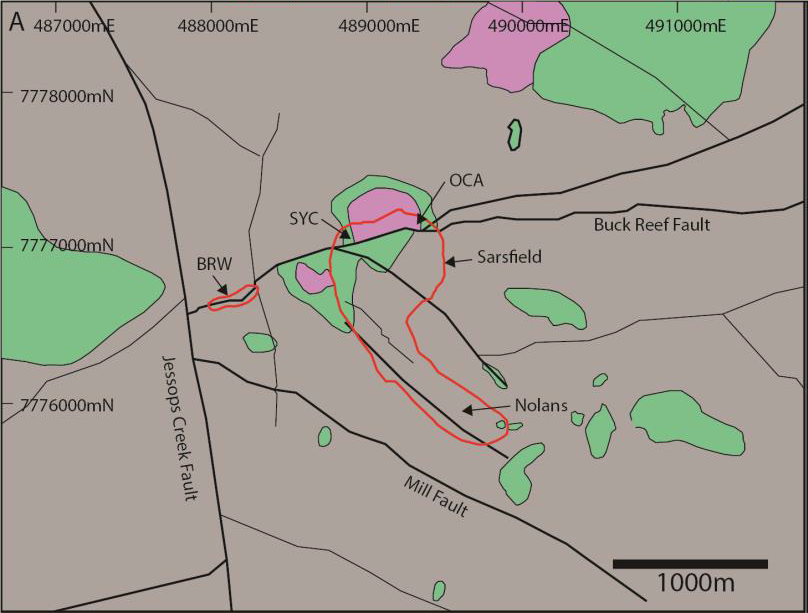 A
487000mE
488000mE
489000mE
490000mE
491000mE
7778000mN
OCA
SYC
Buck Reef Fault
7777000mN
Sarsfield
BRW
Jessops Creek Fault
7776000mN
Nolans
Mill Fault
1000m